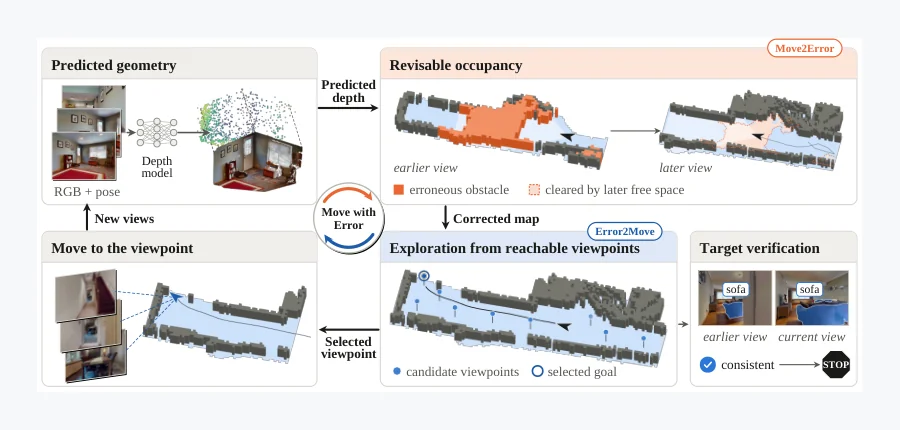 Move2Error
Predicted geometry
Predicted
depth
Revisable occupancy
Depth
model
RGB + pose
earlier view
later view
erroneous obstacle
cleared by later free space
New views
Move with
Error
Corrected map
Error2Move
Move to the viewpoint
Exploration from reachable viewpoints
Target verification
sofa
sofa
earlier view
current view
Selected
viewpoint
candidate viewpoints
selected goal
consistent
STOP